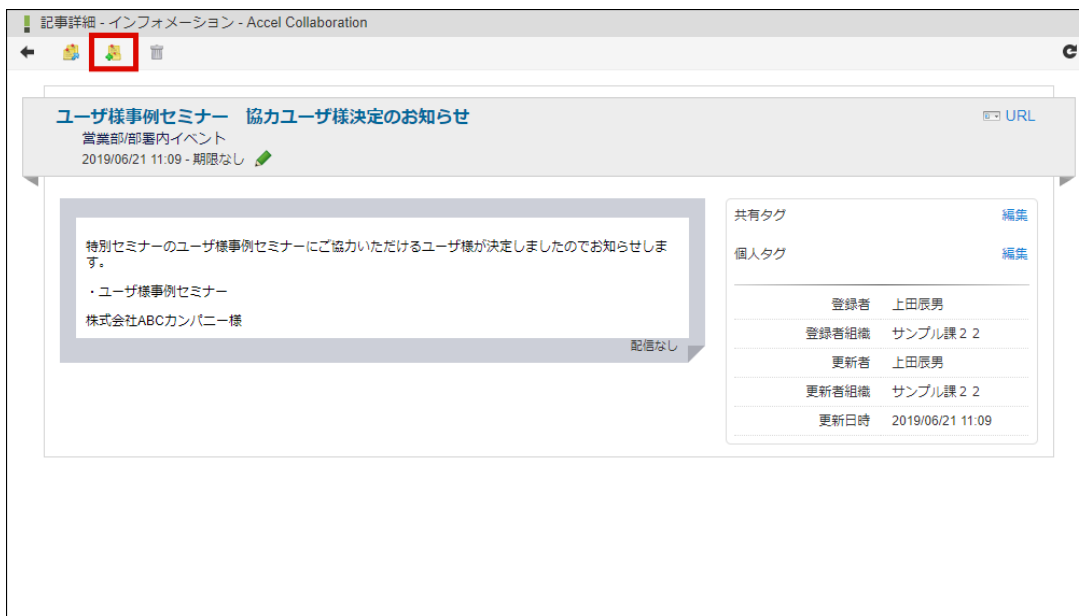 記事詳細 - インフォメーション - Accel Collaboration
ユーザ様事例セミナー　協力ユーザ様決定のお知らせ
URL
営業部/部署内イベント
2019/06/21 11:09 - 期限なし
特別セミナーのユーザ様事例セミナーにご協力いただけるユーザ様が決定しましたのでお知らせしま
す。
・ユーザ様事例セミナー
株式会社ABCカンパニー様
配信なし
共有タグ 編集
個人タグ 編集
登録者 上田辰男
登録者組織 サンプル課２２
更新者 上田辰男
更新者組織 サンプル課２２
更新日時 2019/06/21 11:09